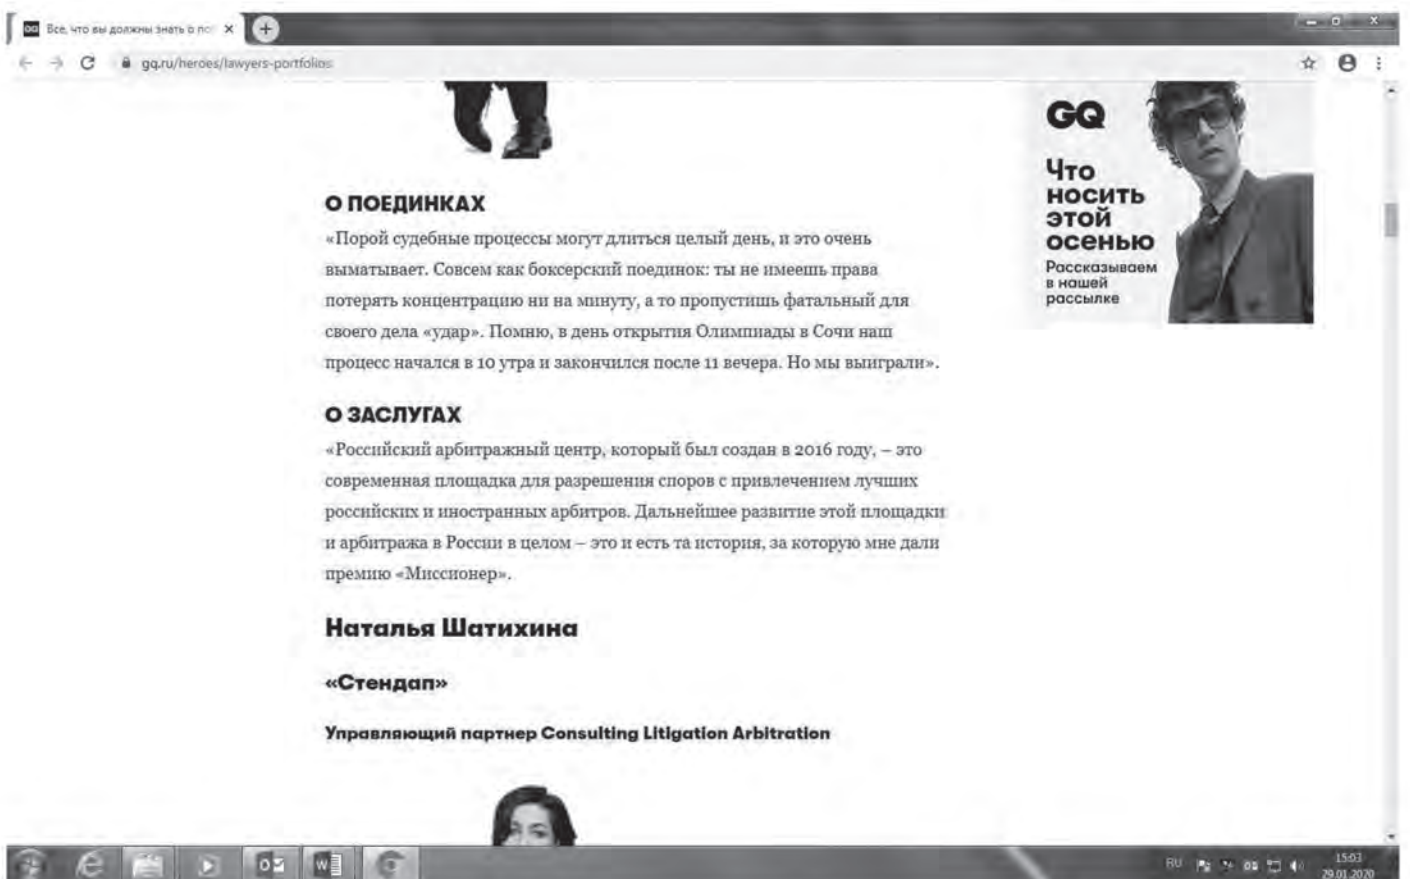 GQ Все, что вы должны знать о по
gq.ru/heroes/lawyers-portfolios
GQ
Что
носить
этой
осенью
Рассказываем
в нашей
рассылке
О ПОЕДИНКАХ
«Порой судебные процессы могут длиться целый день, и это очень
выматывает. Совсем как боксерский поединок: ты не имеешь права
потерять концентрацию ни на минуту, а то пропустишь фатальный для
своего дела «удар». Помню, в день открытия Олимпиады в Сочи наш
процесс начался в 10 утра и закончился после 11 вечера. Но мы выиграли».
О ЗАСЛУГАХ
«Российский арбитражный центр, который был создан в 2016 году, – это
современная площадка для разрешения споров с привлечением лучших
российских и иностранных арбитров. Дальнейшее развитие этой площадки
и арбитража в России в целом – это и есть та история, за которую мне дали
премию «Миссионер».
Наталья Шатихина
«Стендап»
Управляющий партнер Consulting Litigation Arbitration
RU
15:03
29.01.2020